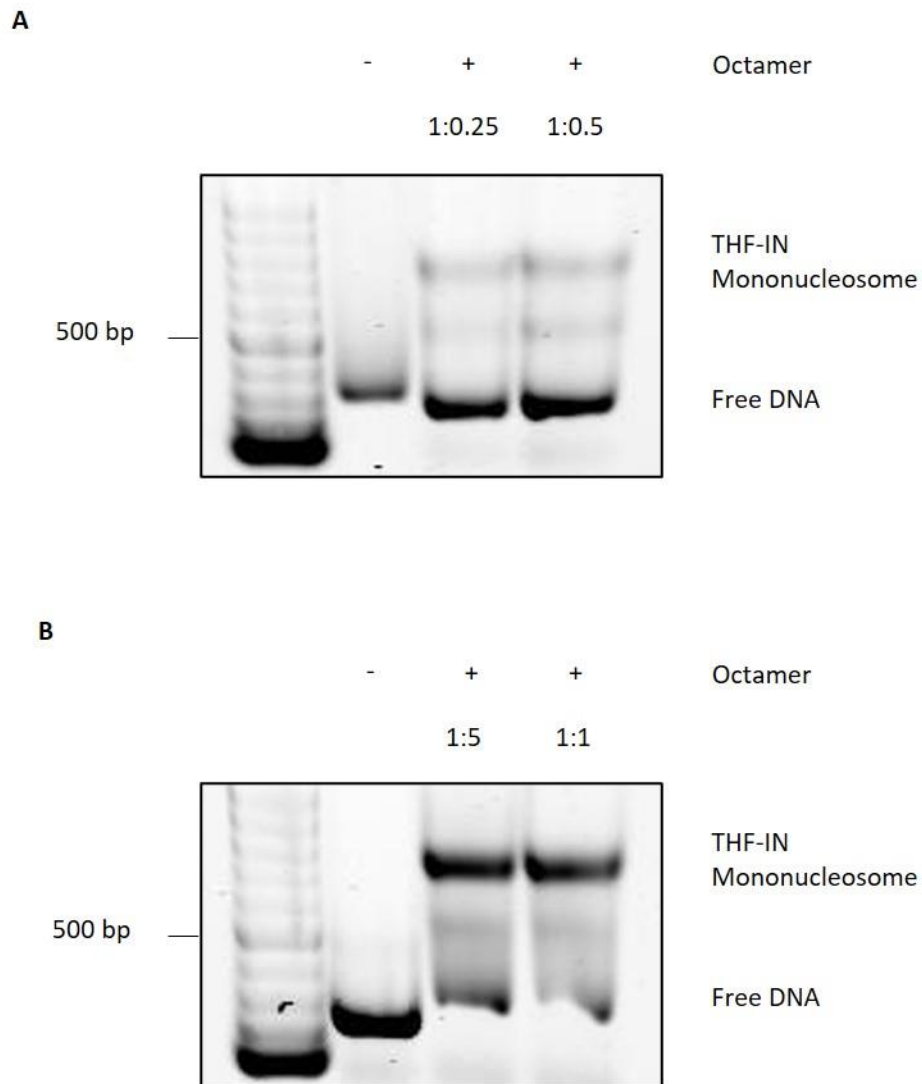 A
- + + Octamer
1:0.25 1:0.5
THF-IN
Mononucleosome
500 bp
Free DNA
B
- + + Octamer
1:5 1:1
THF-IN
Mononucleosome
500 bp
Free DNA